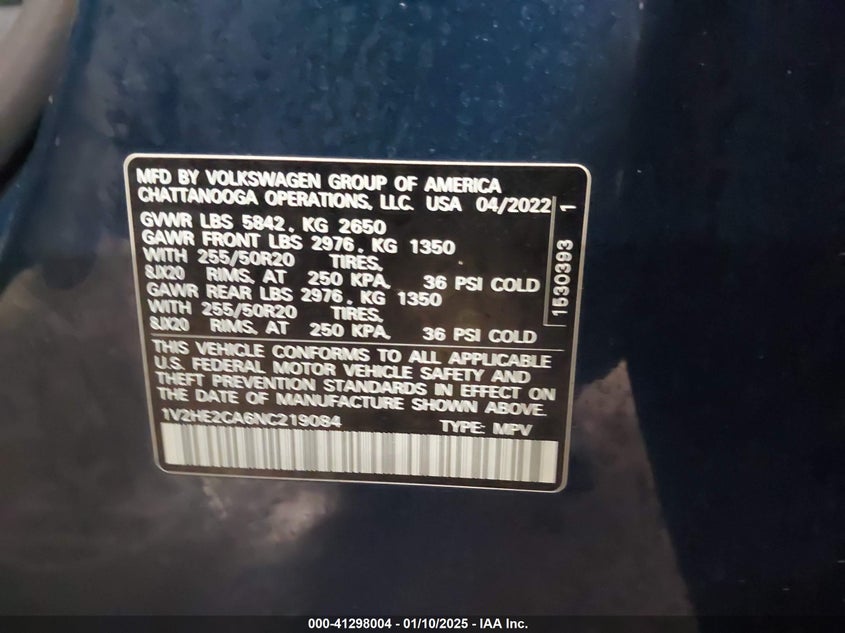 MFD BY VOLKSWAGEN GROUP OF AMERICA
CHATTANOOGA OPERATIONS, LLC. USA 04/2022
GVWR LBS 5842, KG 2650
GAWR FRONT LBS 2976, KG 1350
WITH 255/50R20 TIRES,
8JX20 RIMS, AT 250 KPA, 36 PSI COLD
GAWR REAR LBS 2976, KG 1350
WITH 255/50R20 TIRES,
8JX20 RIMS, AT 250 KPA, 36 PSI COLD
1530393 1
THIS VEHICLE CONFORMS TO ALL APPLICABLE
U.S. FEDERAL MOTOR VEHICLE SAFETY AND
THEFT PREVENTION STANDARDS IN EFFECT ON
THE DATE OF MANUFACTURE SHOWN ABOVE.
1V2HE2CA6NC219084 TYPE: MPV
000-41298004 - 01/10/2025 - IAA Inc.